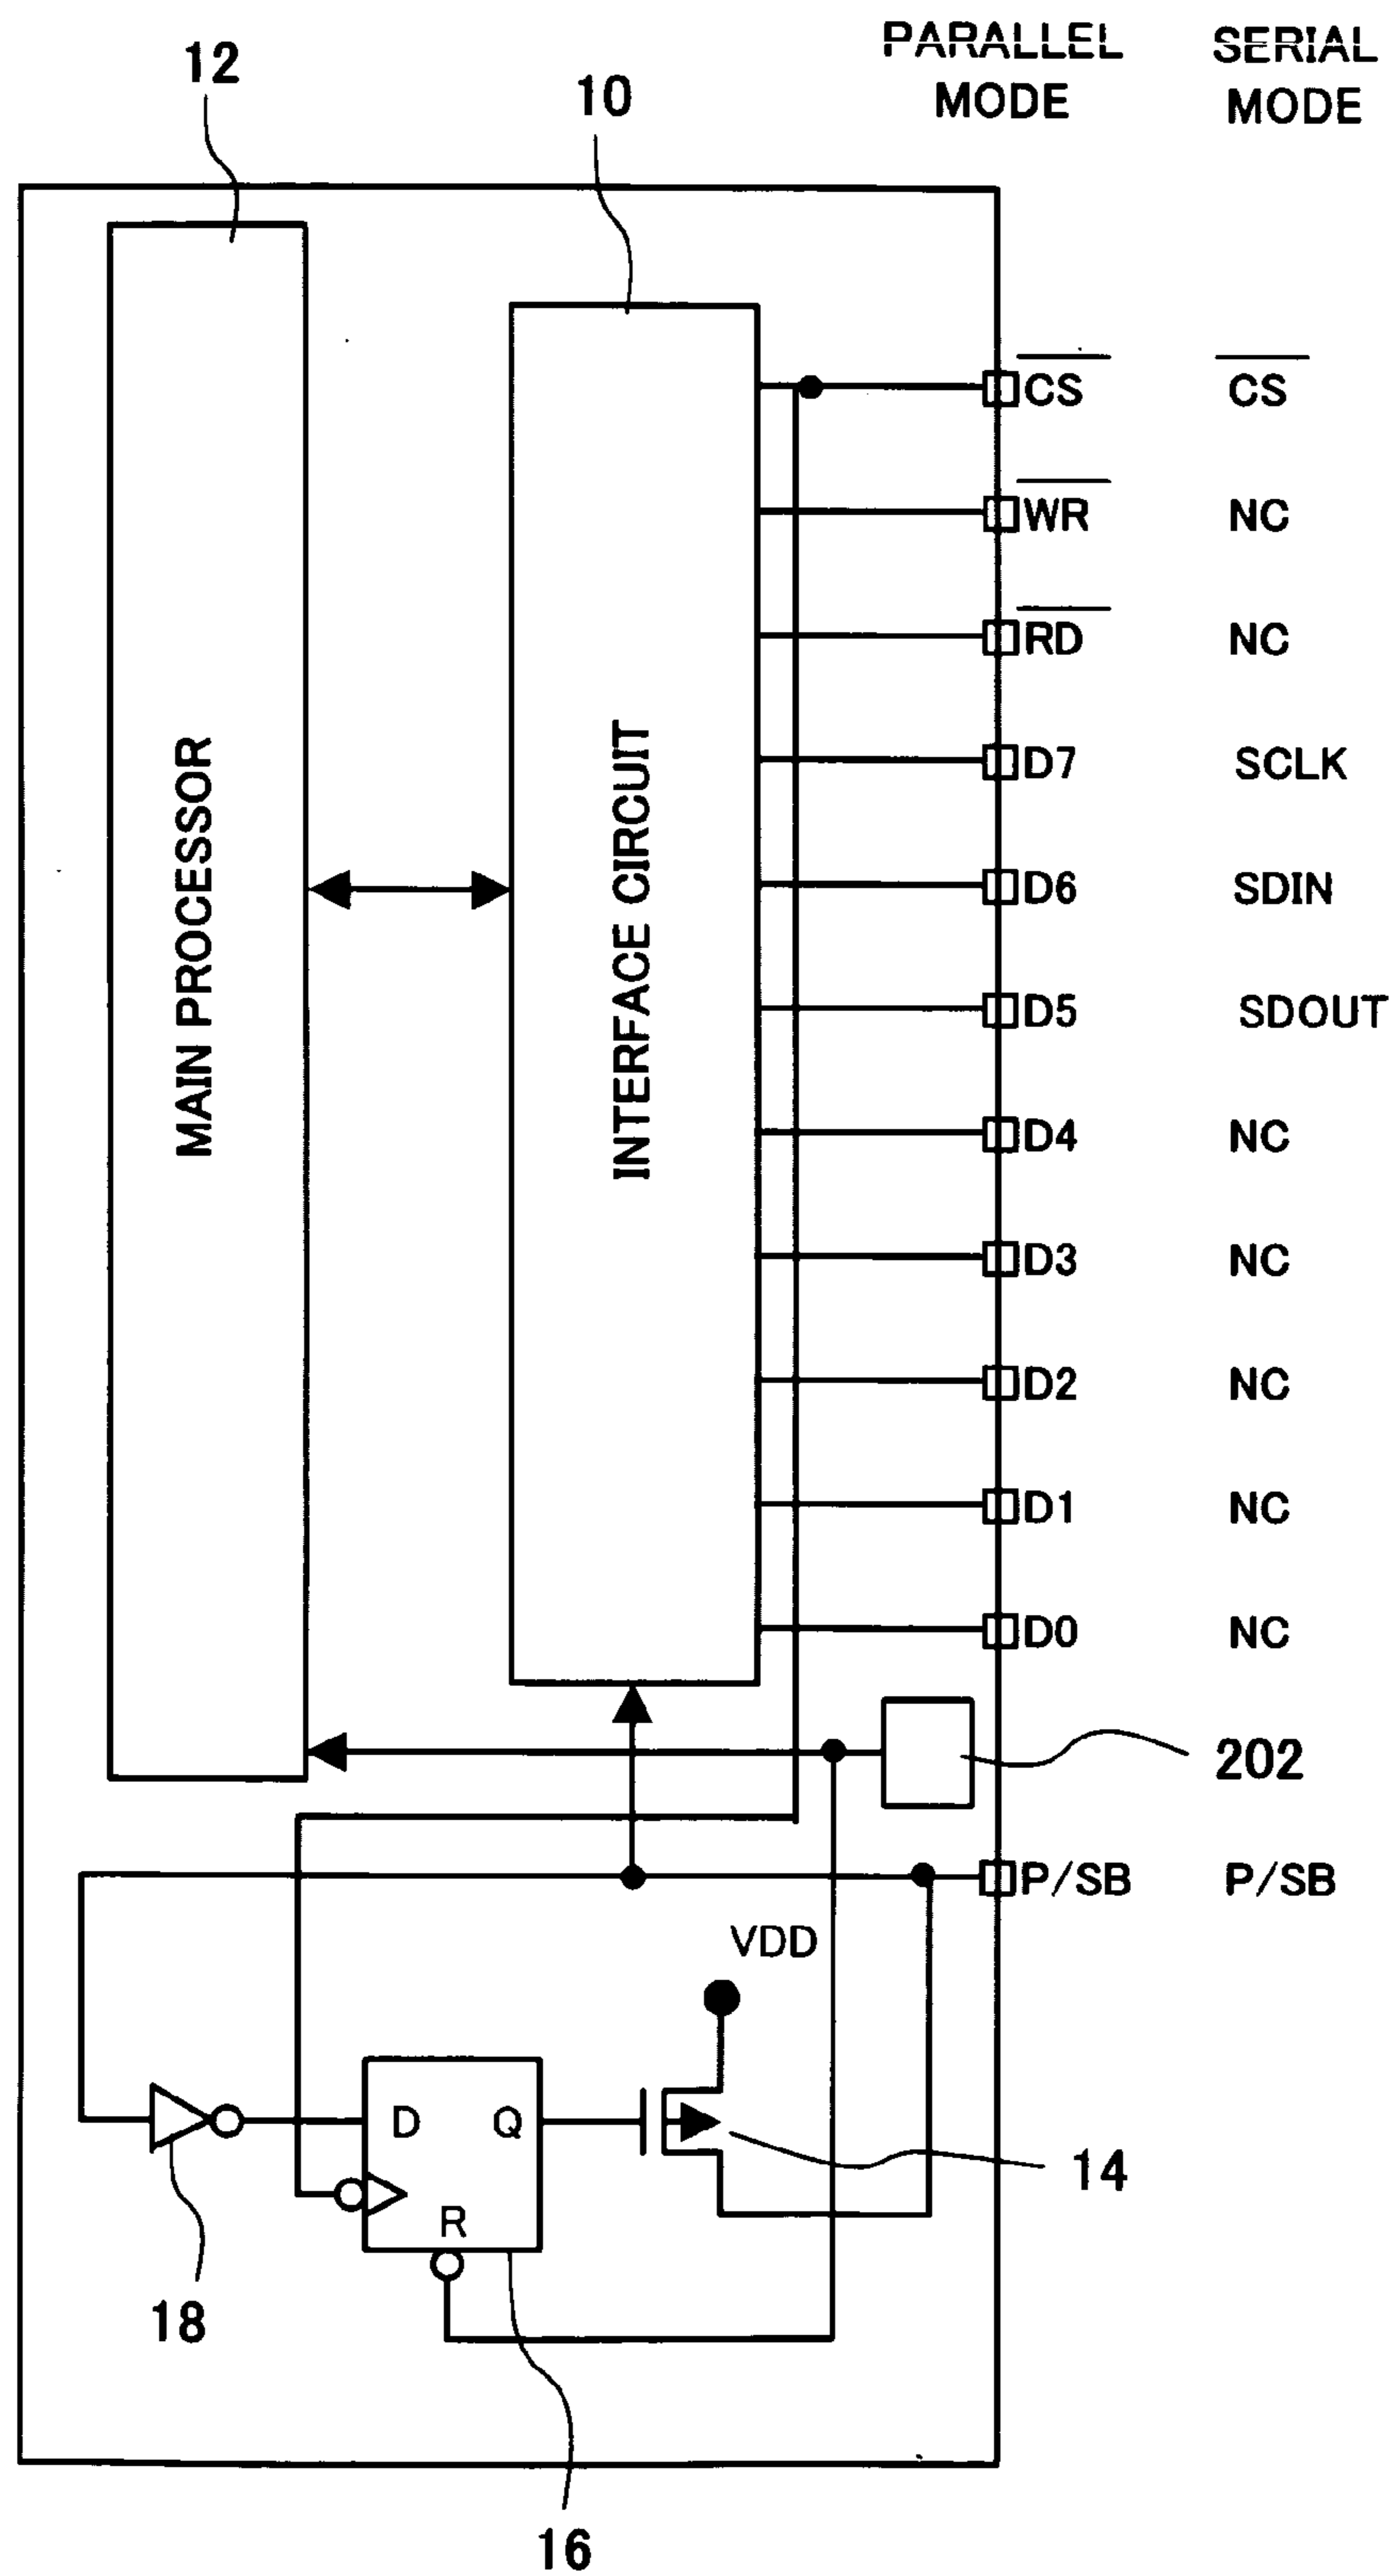 PARALLEL MODE
SERIAL MODE
12
10
CS CS
WR NC
RD NC
D7 SCLK
D6 SDIN
D5 SDOUT
D4 NC
D3 NC
D2 NC
D1 NC
D0 NC
MAIN PROCESSOR
INTERFACE CIRCUIT
202
P/SB P/SB
VDD
D Q
R
14
18
16